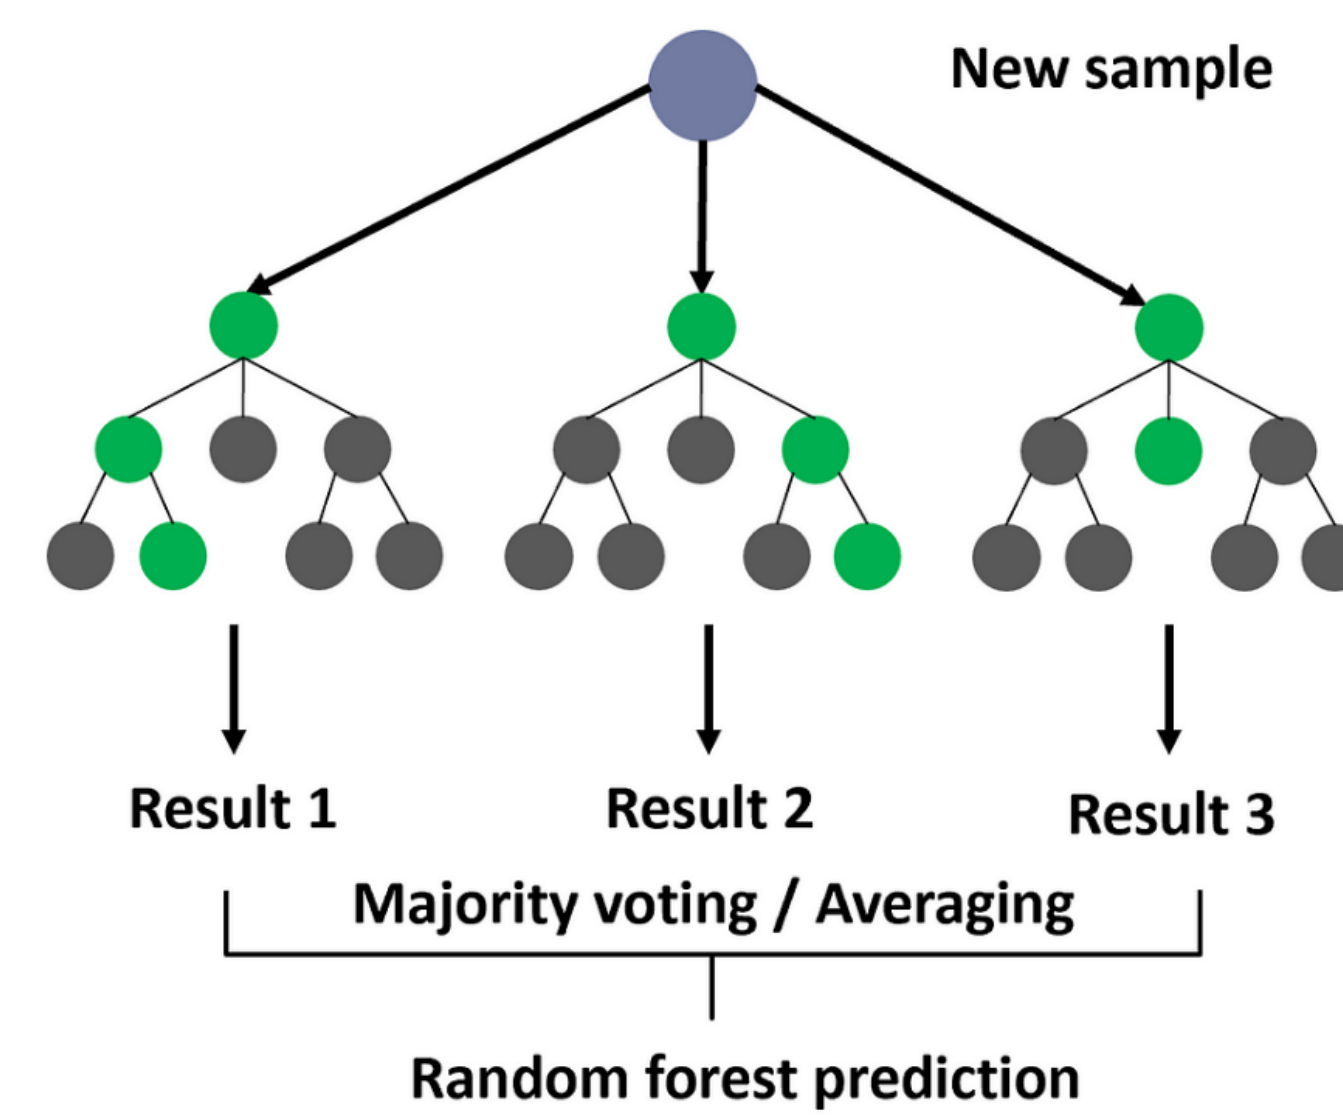 New sample
Result 1
Result 2
Result 3
Majority voting / Averaging
Random forest prediction